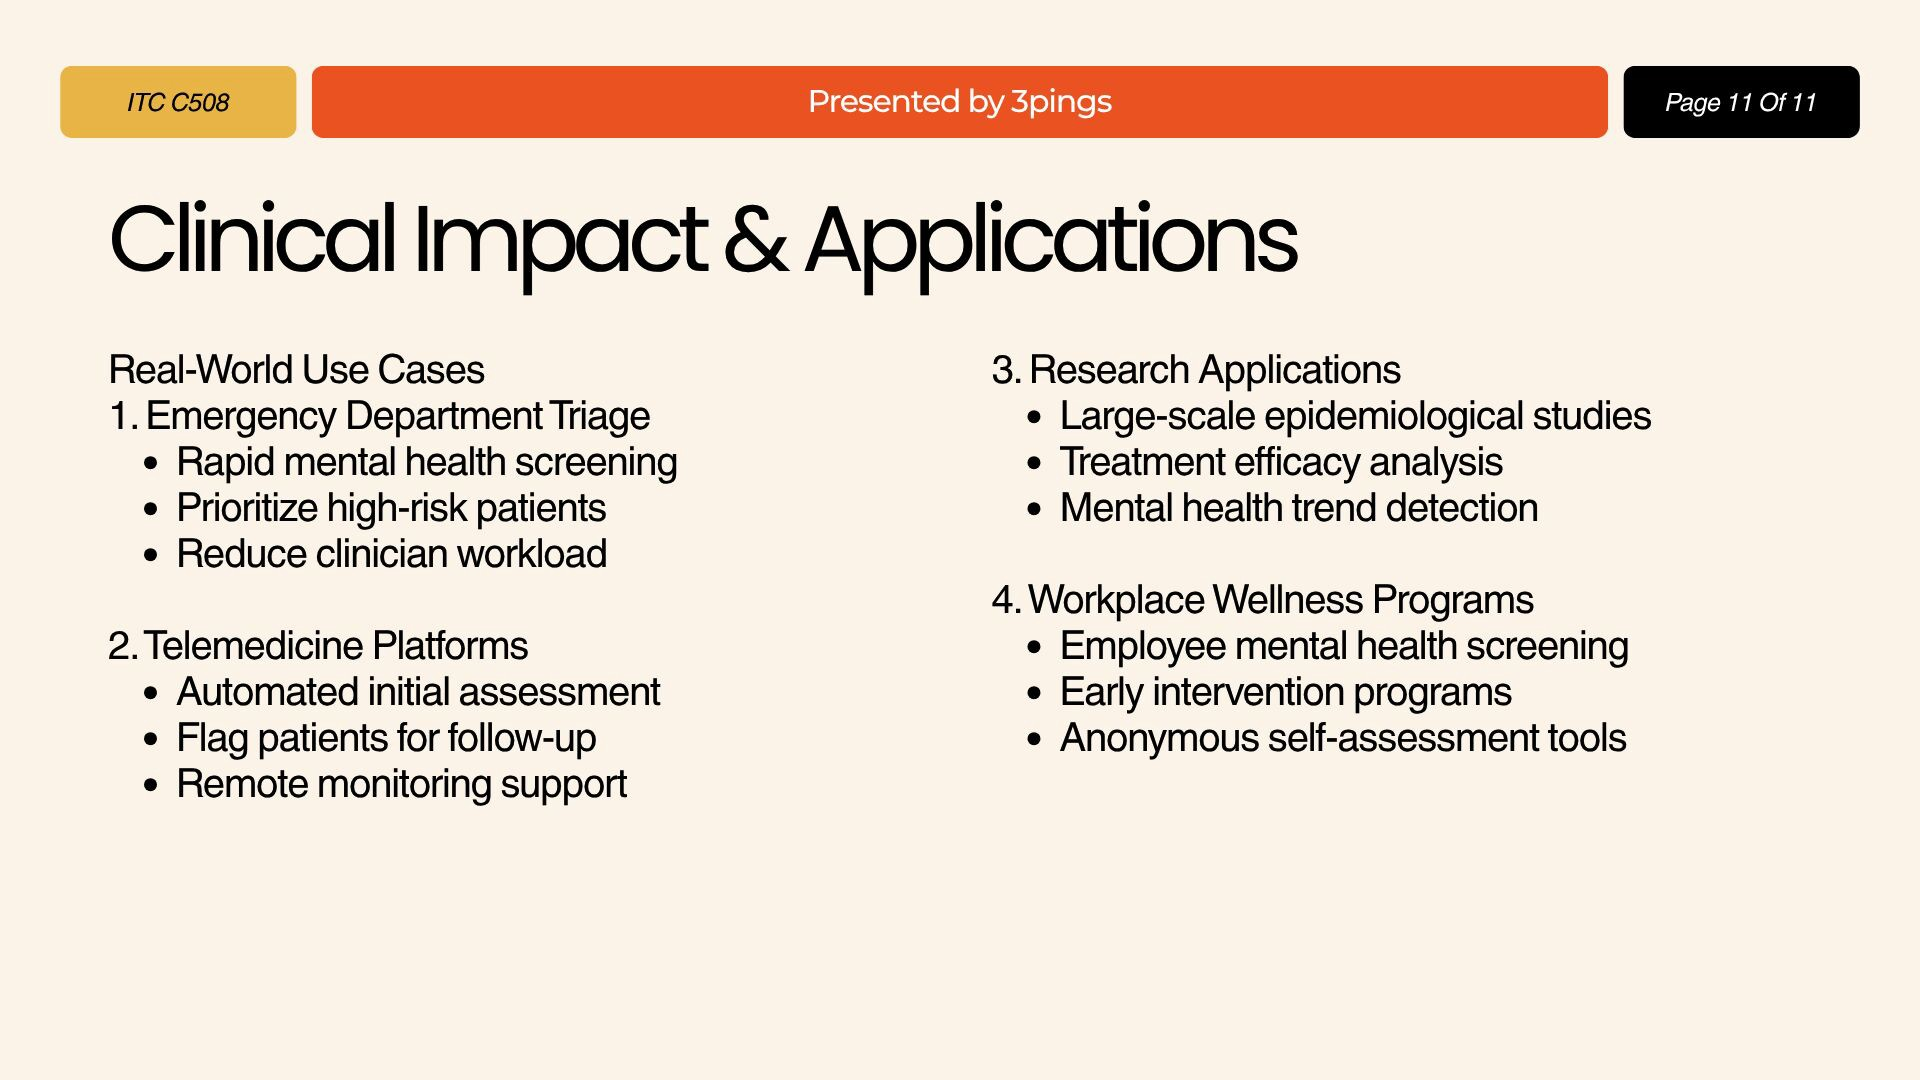 ITC C508
Presented by 3pings
Page 11 Of 11
Clinical Impact & Applications
Real-World Use Cases
1. Emergency Department Triage
• Rapid mental health screening
• Prioritize high-risk patients
• Reduce clinician workload
2. Telemedicine Platforms
• Automated initial assessment
• Flag patients for follow-up
• Remote monitoring support
3. Research Applications
• Large-scale epidemiological studies
• Treatment efficacy analysis
• Mental health trend detection
4. Workplace Wellness Programs
• Employee mental health screening
• Early intervention programs
• Anonymous self-assessment tools